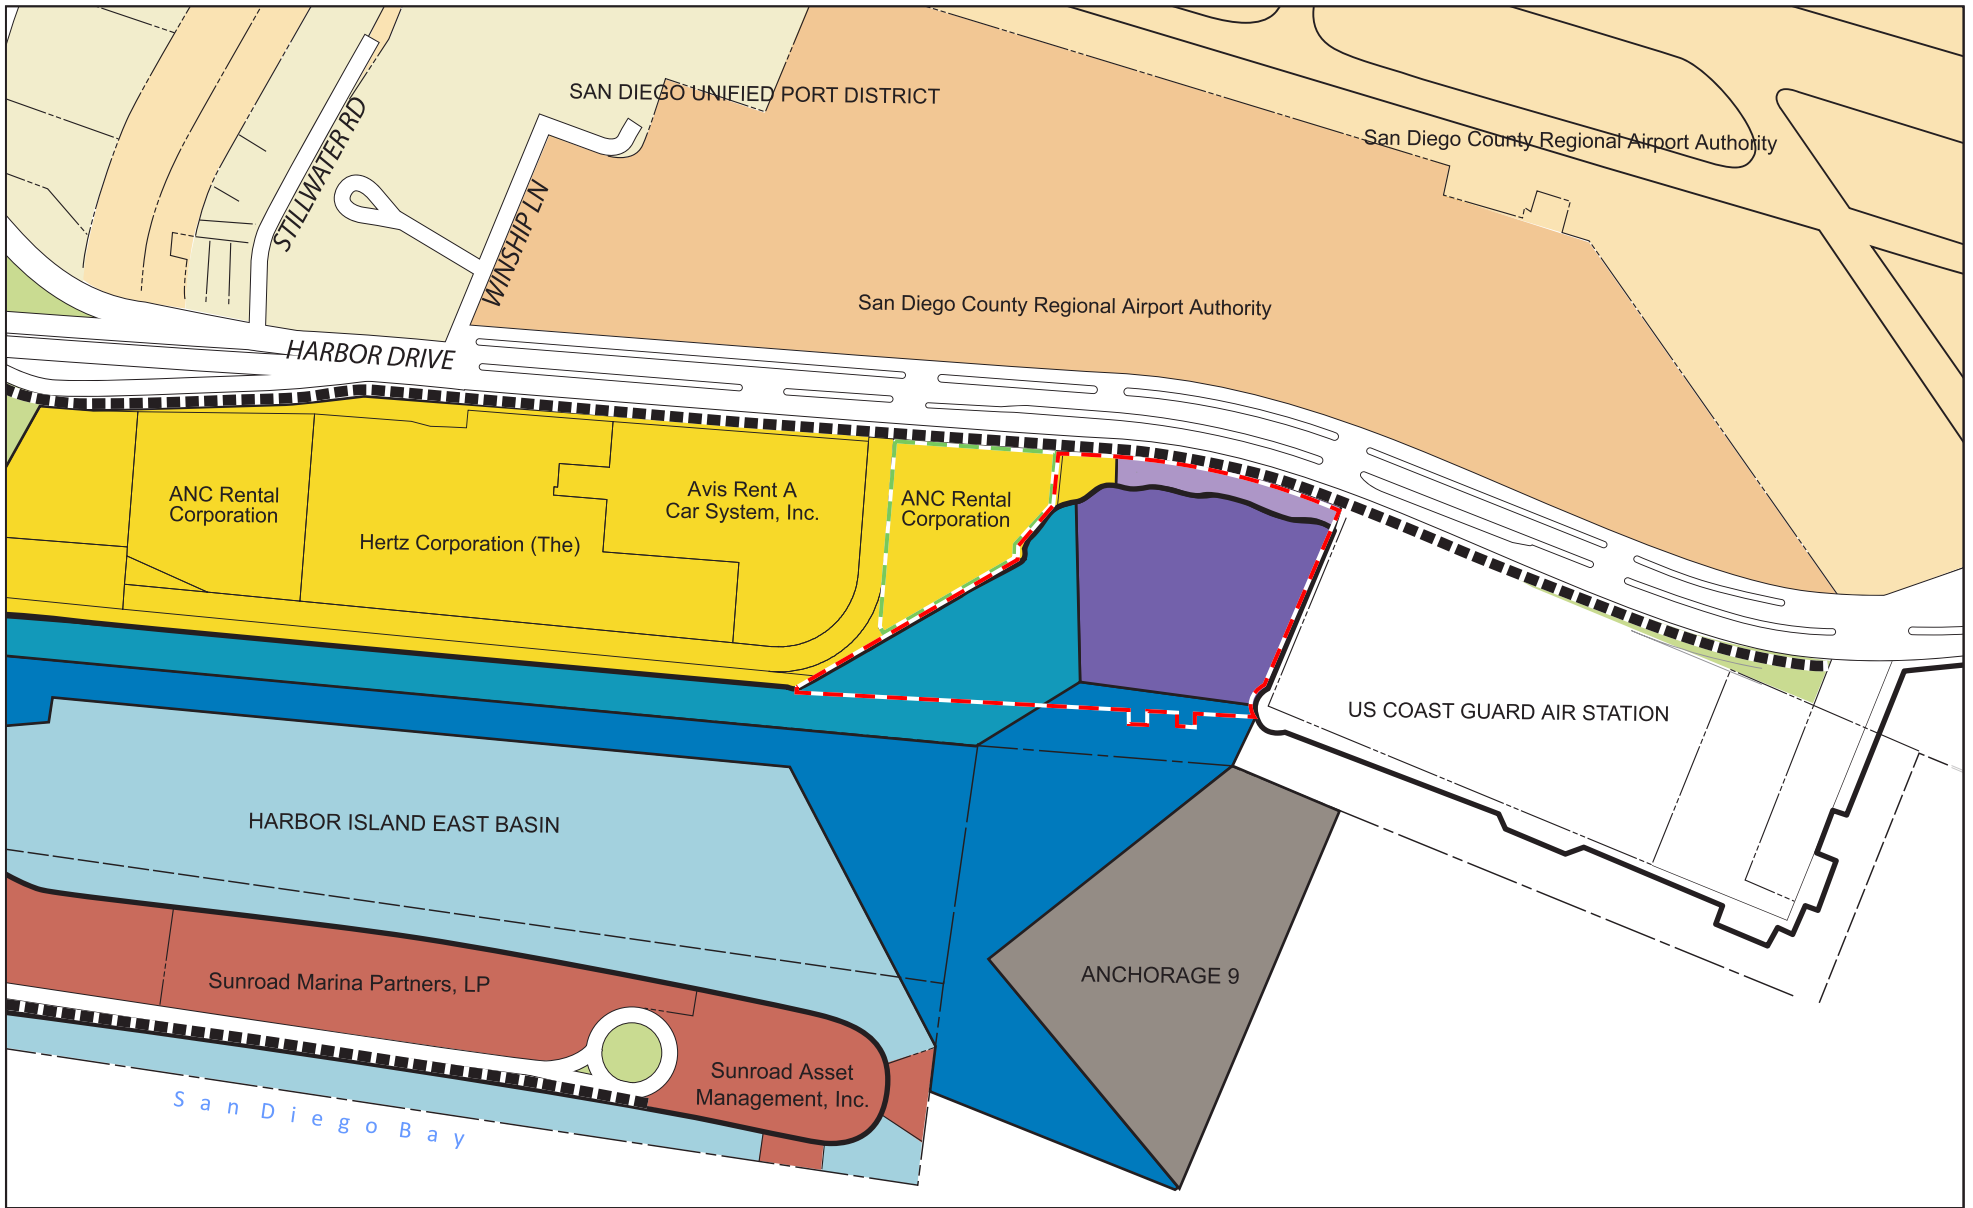 SAN DIEGO UNIFIED PORT DISTRICT
San Diego County Regional Airport Authority
STILLWATER RD
WINSHIP LN
San Diego County Regional Airport Authority
HARBOR DRIVE
ANC Rental
Corporation
Hertz Corporation (The)
Avis Rent A
Car System, Inc.
ANC Rental
Corporation
US COAST GUARD AIR STATION
HARBOR ISLAND EAST BASIN
ANCHORAGE 9
Sunroad Marina Partners, LP
Sunroad Asset
Management, Inc.
San Diego Bay